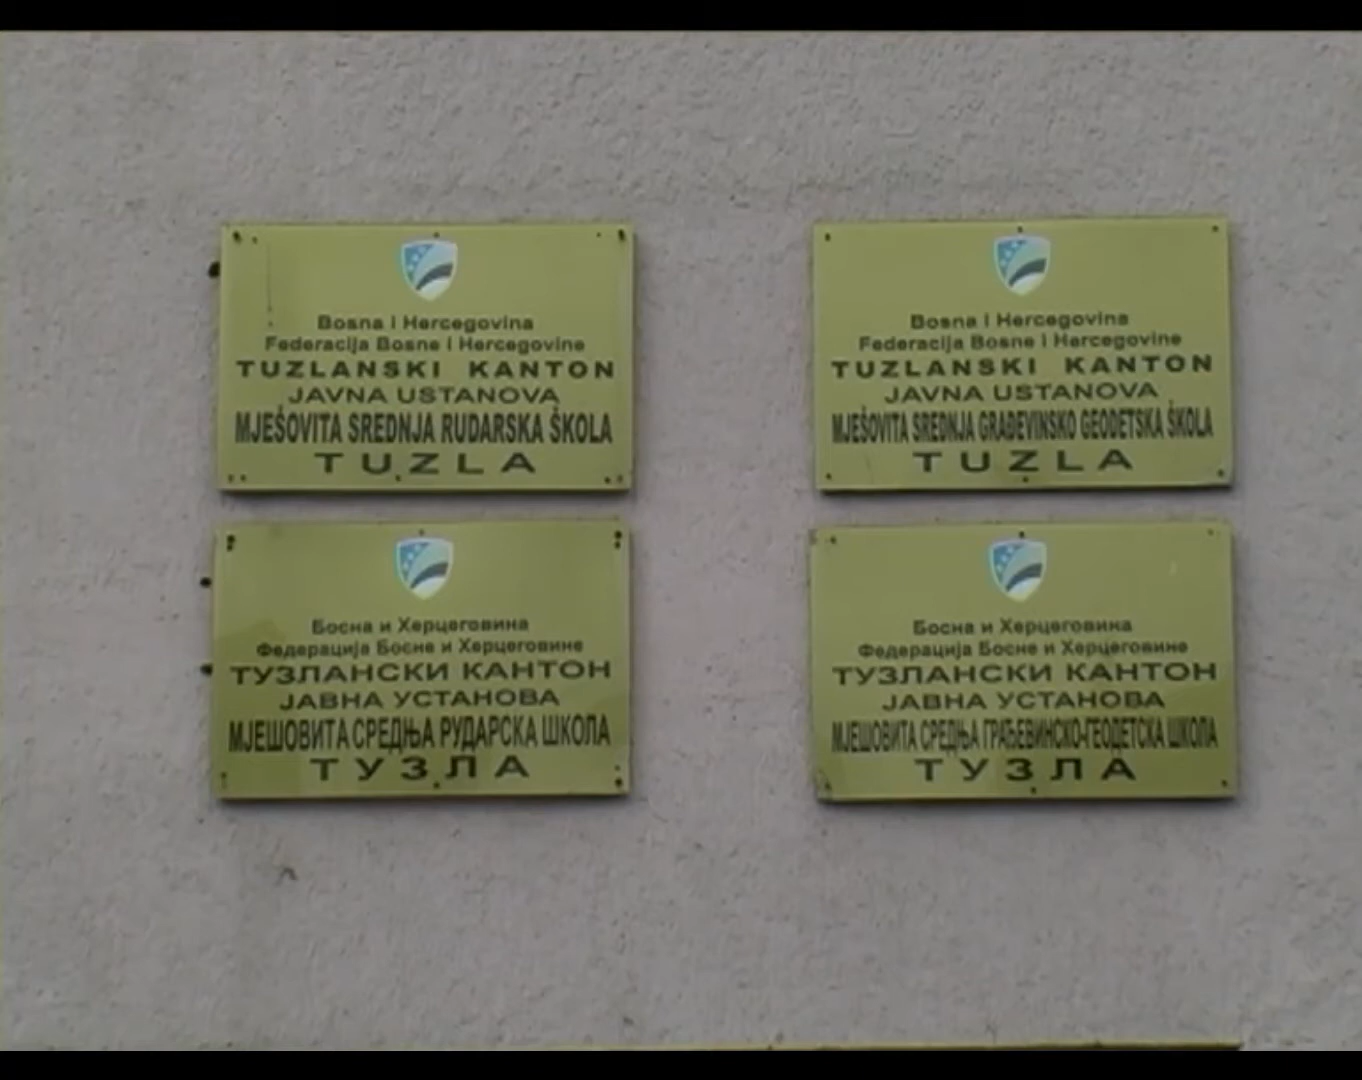 Bosna i Hercegovina
Federacija Bosne i Hercegovine
TUZLANSKI KANTON
JAVNA USTANOVA
MJEŠOVITA SREDNJA RUDARSKA ŠKOLA
TUZLA
Bosna i Hercegovina
Federacija Bosne i Hercegovine
TUZLANSKI KANTON
JAVNA USTANOVA
MJEŠOVITA SREDNJA GRAĐEVINSKO GEODETSKA ŠKOLA
TUZLA
Босна и Херцеговина
Федерација Босне и Херцеговине
ТУЗЛАНСКИ КАНТОН
ЈАВНА УСТАНОВА
МЈЕШОВИТА СРЕДЊА РУДАРСКА ШКОЛА
ТУЗЛА
Босна и Херцеговина
Федерација Босне и Херцеговине
ТУЗЛАНСКИ КАНТОН
ЈАВНА УСТАНОВА
МЈЕШОВИТА СРЕДЊА ГРАЂЕВИНСКО-ГЕОДЕТСКА ШКОЛА
ТУЗЛА